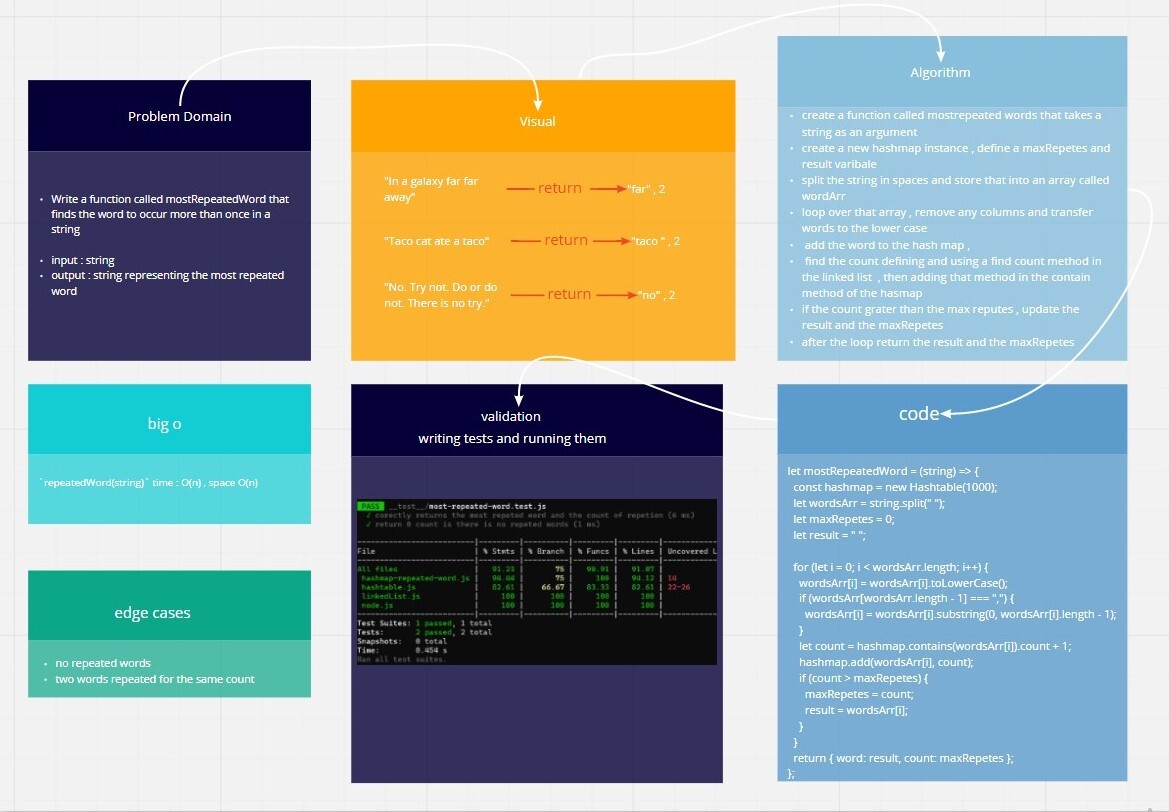 Problem Domain
Write a function called mostRepeatedWord that
finds the word to occur more than once in a
string
input : string
output : string representing the most repeated
word
Visual
"In a galaxy far far
away"
return
"far" , 2
"Taco cat ate a taco"
return
"taco " , 2
"No. Try not. Do or do
not. There is no try."
return
"no" , 2
Algorithm
create a function called mostrepeated words that takes a
string as an argument
create a new hashmap instance , define a maxRepetes and
result varibale
split the string in spaces and store that into an array called
wordArr
loop over that array , remove any columns and transfer
words to the lower case
add the word to the hash map ,
find the count defining and using a find count method in
the linked list , then adding that method in the contain
method of the hasmap
if the count grater than the max reputes , update the
result and the maxRepetes
after the loop return the result and the maxRepetes
big o
`repeatedWord(string)` time : O(n) , space O(n)
edge cases
no repeated words
two words repeated for the same count
validation
writing tests and running them
PASS __test__/most-repeated-word.test.js
√ corectly returns the most repeted word and the count of repetion (6 ms)
√ return 0 count is there is no repated words (1 ms)
File | % Stmts | % Branch | % Funcs | % Lines | Uncovered L
All files | 91.23 | 75 | 90.91 | 91.07 |
hashmap-repeated-word.js | 75 | 100 | 94.12 | 14
hashtable.js | 82.61 | 66.67 | 83.33 | 82.61 | 22-26
linkedList.js | 100 | 100 | 100 | 100 |
node.js | 100 | 100 | 100 | 100 |
Test Suites: 1 passed, 1 total
Tests: 2 passed, 2 total
Snapshots: 0 total
Time: 0.454 s
Ran all test suites.
code
let mostRepeatedWord = (string) => {
const hashmap = new Hashtable(1000);
let wordsArr = string.split(" ");
let maxRepetes = 0;
let result = " ";
for (let i = 0; i < wordsArr.length; i++) {
wordsArr[i] = wordsArr[i].toLowerCase();
if (wordsArr[wordsArr.length - 1] === ",") {
wordsArr[i] = wordsArr[i].substring(0, wordsArr[i].length - 1);
}
let count = hashmap.contains(wordsArr[i]).count + 1;
hashmap.add(wordsArr[i], count);
if (count > maxRepetes) {
maxRepetes = count;
result = wordsArr[i];
}
}
return { word: result, count: maxRepetes };
};